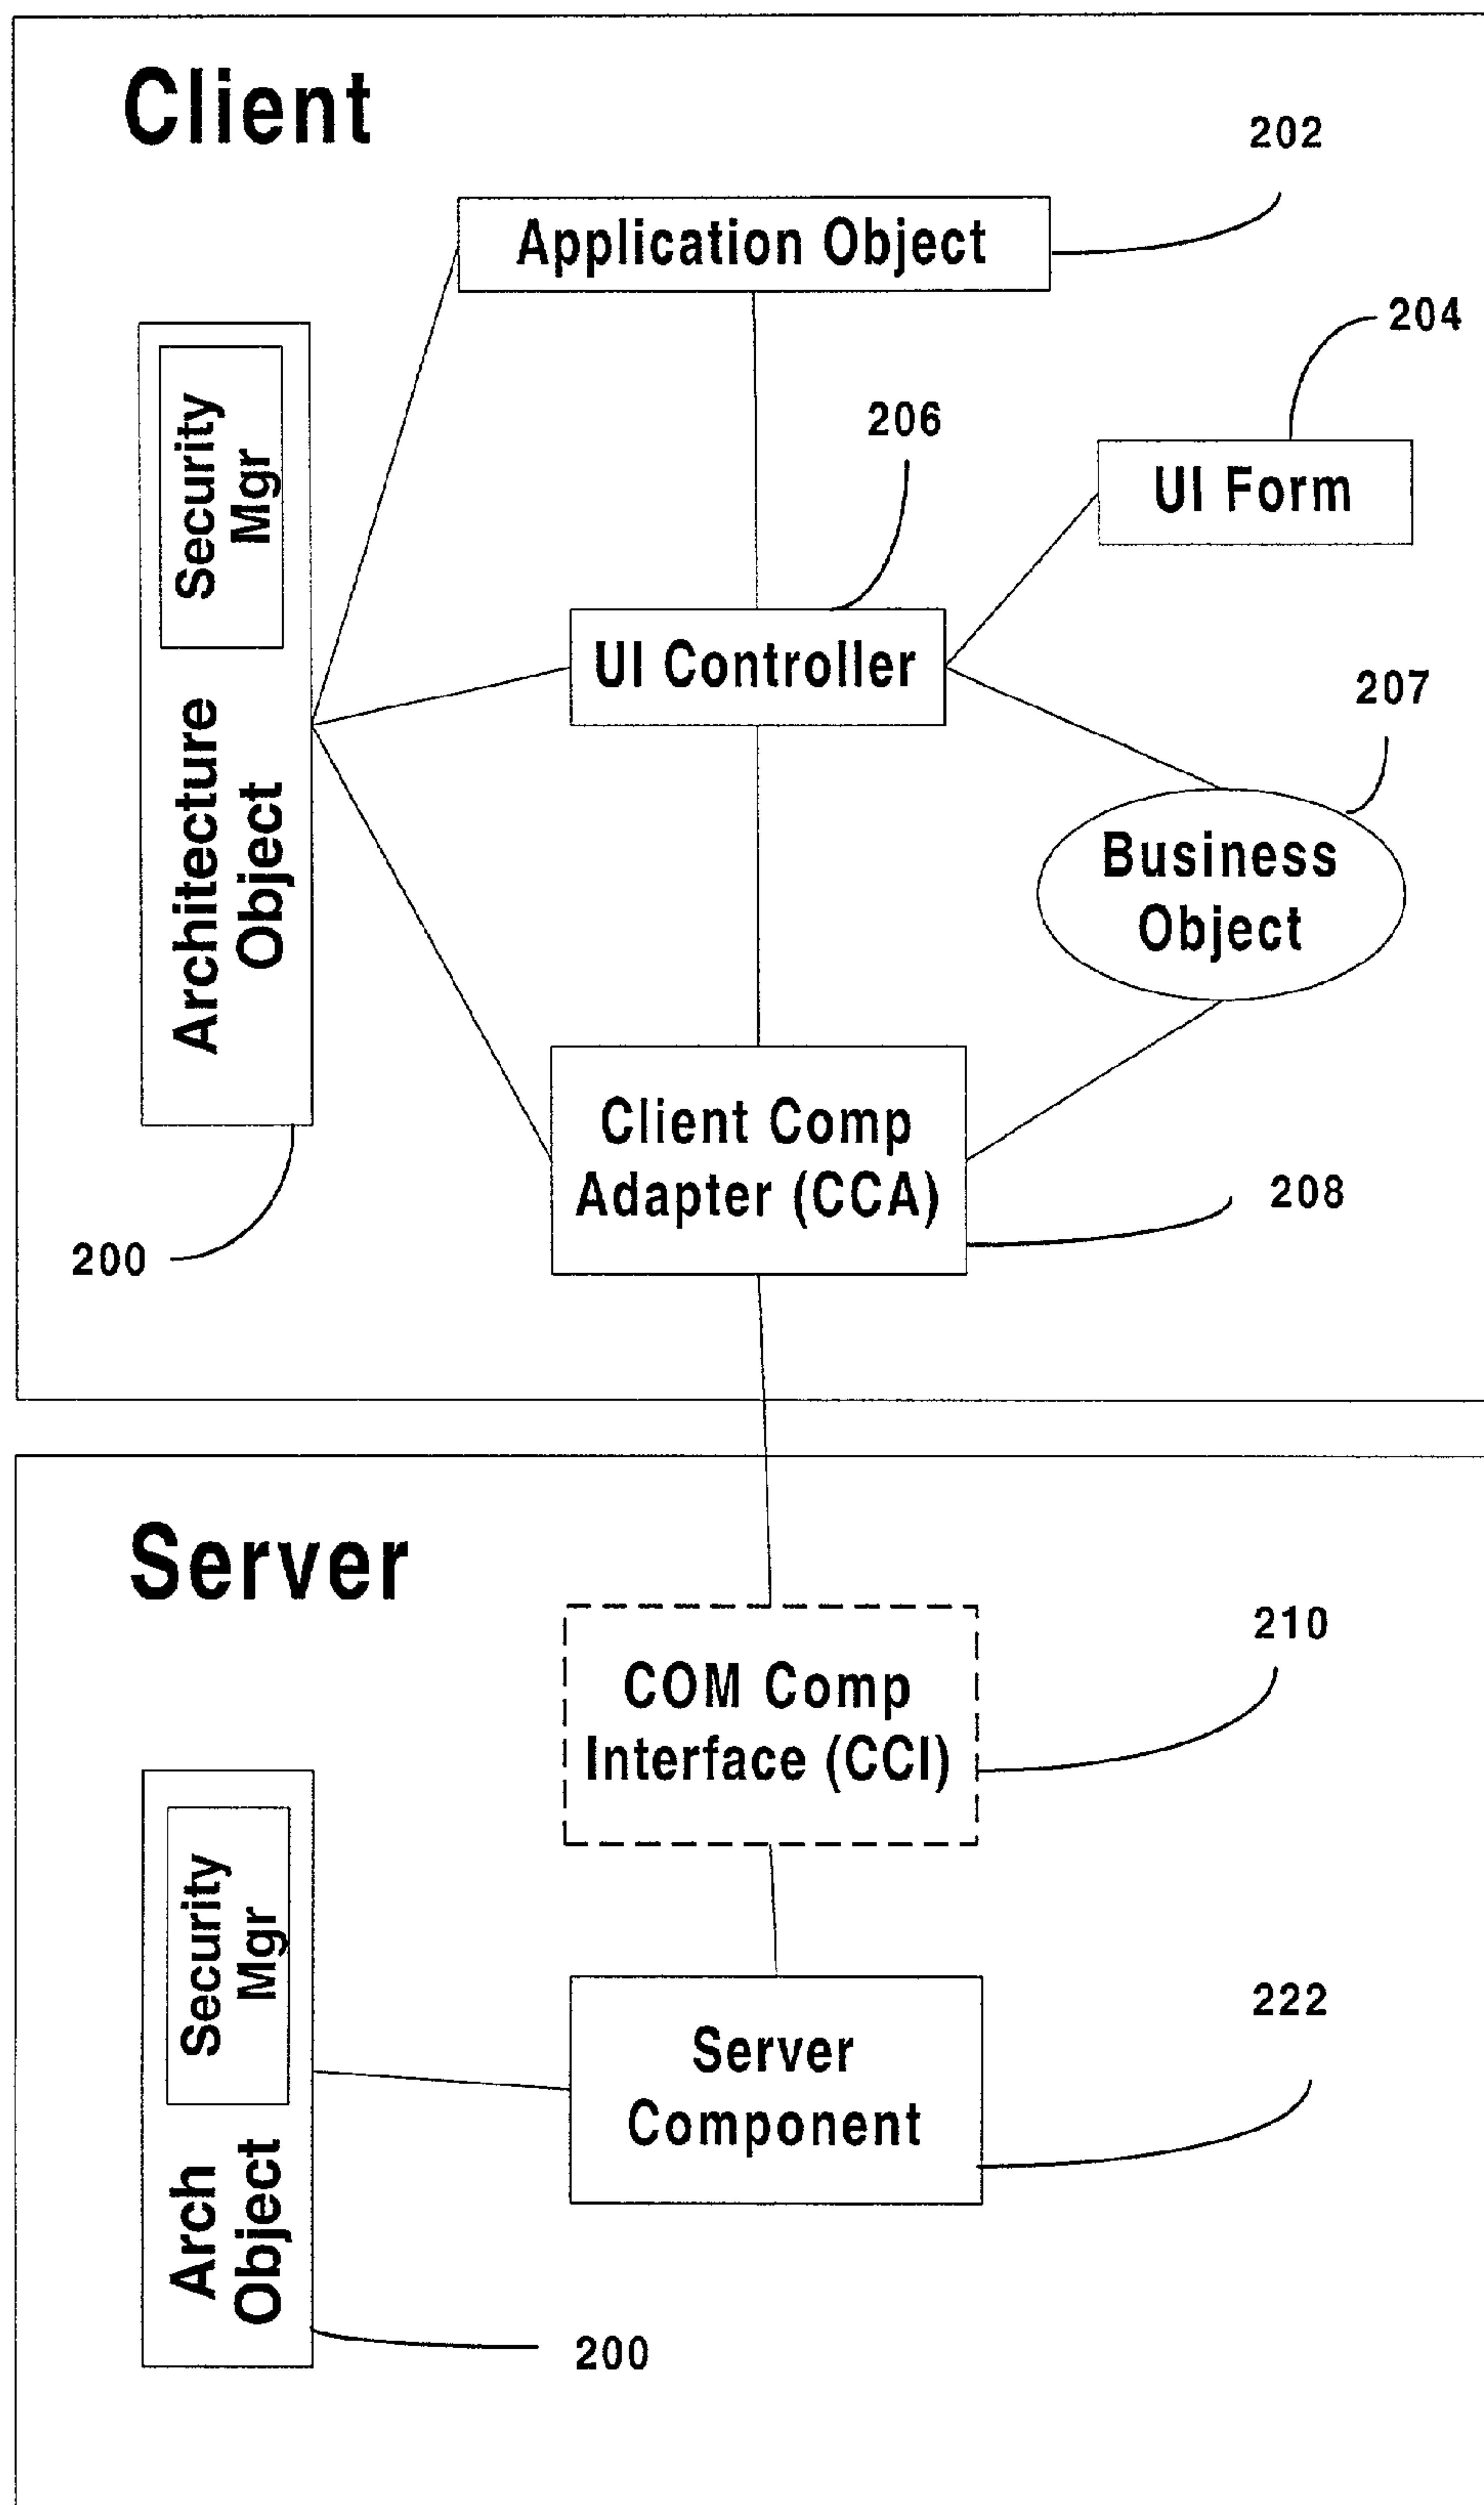 Client
202
Application Object
204
206
UI Form
Security
Mgr
UI Controller
207
Architecture
Object
Business
Object
Client Comp
Adapter (CCA)
208
200
Server
210
COM Comp
Interface (CCI)
Security
Mgr
222
Server
Component
Arch
Object
200